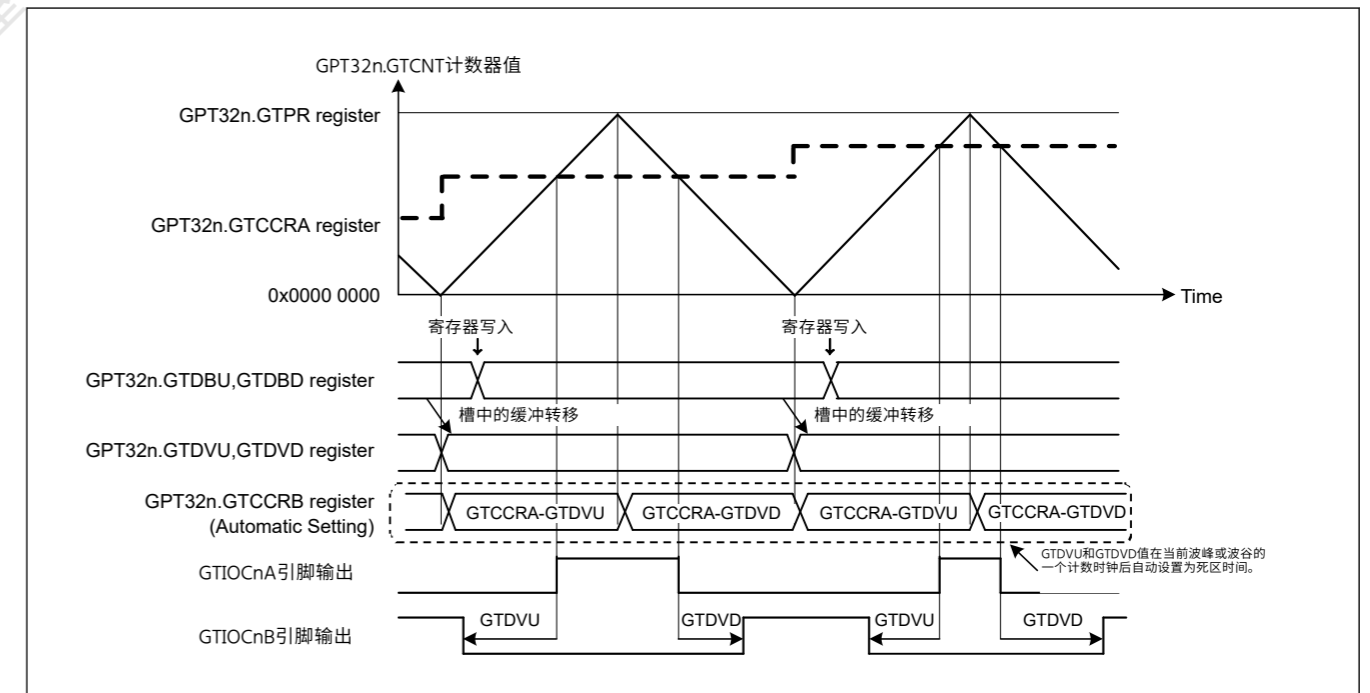 GPT32n.GTCNT计数器值
GPT32n.GTPR register
GPT32n.GTCCRA register
0x0000 0000
Time
寄存器写入
寄存器写入
GPT32n.GTDBU,GTDBD register
槽中的缓冲转移
槽中的缓冲转移
GPT32n.GTDVU,GTDVD register
GPT32n.GTCCRB register
(Automatic Setting)
GTCCRA-GTDVU
GTCCRA-GTDVD
GTCCRA-GTDVU
GTCCRA-GTDVD
GTDVU和GTDVD值在当前波峰或波谷的
一个计数时钟后自动设置为死区时间。
GTIOCnA引脚输出
GTIOCnB引脚输出
GTDVU
GTDVD
GTDVU
GTDVD